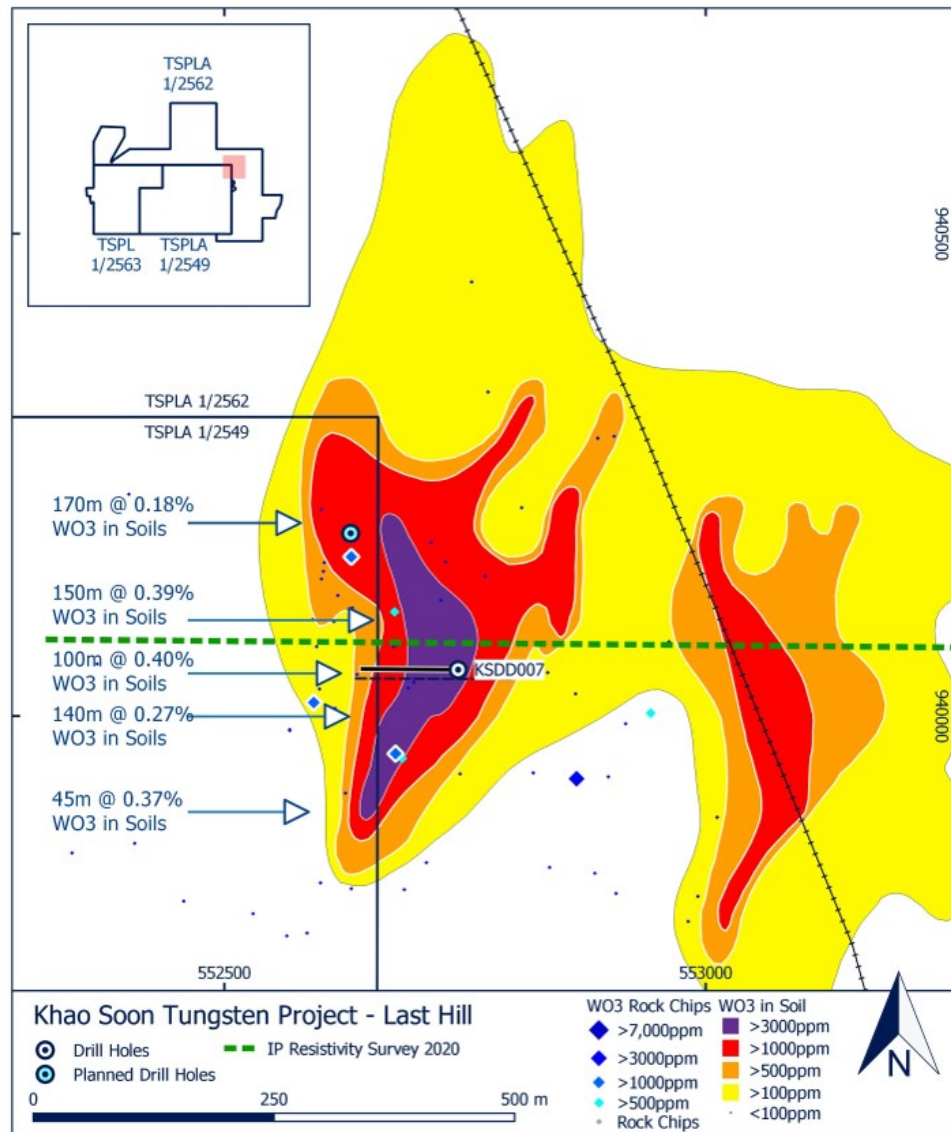 TSPLA
1/2562
TSPL
1/2563
TSPLA
1/2549
940500
TSPLA 1/2562
TSPLA 1/2549
170m @ 0.18%
WO3 in Soils
150m @ 0.39%
WO3 in Soils
100m @ 0.40%
WO3 in Soils
KSDD007
140m @ 0.27%
WO3 in Soils
940000
45m @ 0.37%
WO3 in Soils
552500
553000
Khao Soon Tungsten Project - Last Hill
Drill Holes
IP Resistivity Survey 2020
Planned Drill Holes
0
250
500 m
WO3 Rock Chips
>7,000ppm
>3000ppm
>1000ppm
>500ppm
Rock Chips
WO3 in Soil
>3000ppm
>1000ppm
>500ppm
>100ppm
<100ppm
N